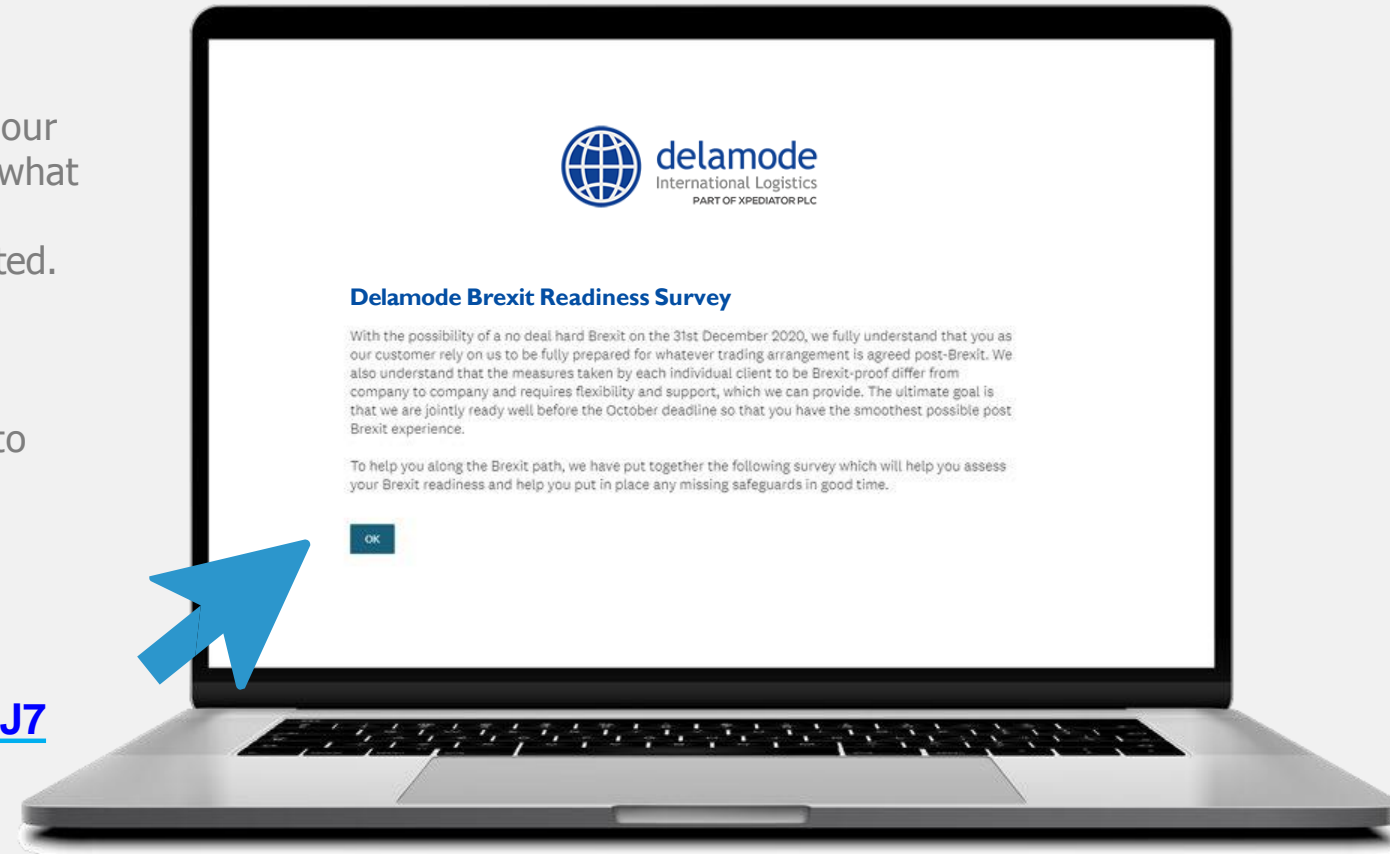 our
what
ted.
to
J7
delamode
International Logistics
PART OF XPEDIATOR PLC
Delamode Brexit Readiness Survey
With the possibility of a no deal hard Brexit on the 31st December 2020, we fully understand that you as
our customer rely on us to be fully prepared for whatever trading arrangement is agreed post-Brexit. We
also understand that the measures taken by each individual client to be Brexit-proof differ from
company to company and requires flexibility and support, which we can provide. The ultimate goal is
that we are jointly ready well before the October deadline so that you have the smoothest possible post
Brexit experience.
To help you along the Brexit path, we have put together the following survey which will help you assess
your Brexit readiness and help you put in place any missing safeguards in good time.
OK